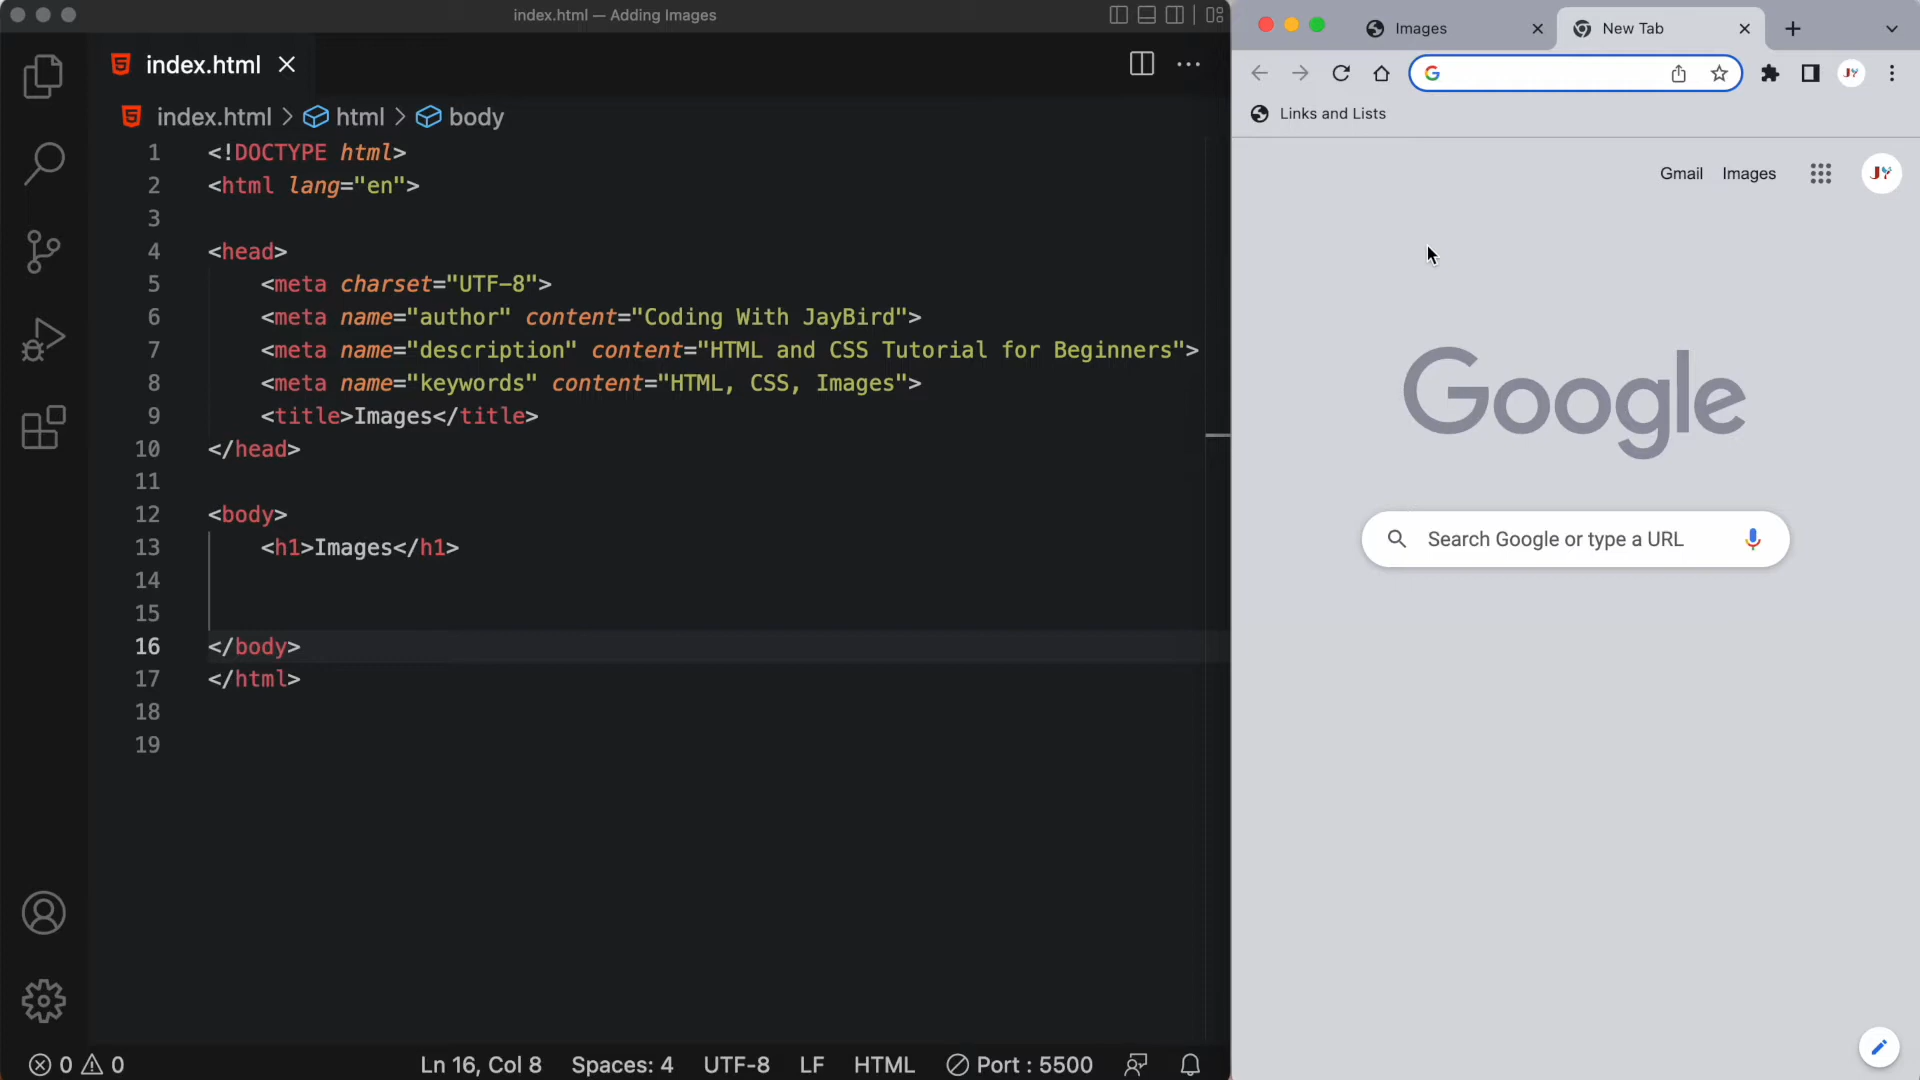 index.html — Adding Images
index.html
index.html > html > body
1 <!DOCTYPE html>
2 <html lang="en">
3
4 <head>
5 <meta charset="UTF-8">
6 <meta name="author" content="Coding With JayBird">
7 <meta name="description" content="HTML and CSS Tutorial for Beginners">
8 <meta name="keywords" content="HTML, CSS, Images">
9 <title>Images</title>
10 </head>
11
12 <body>
13 <h1>Images</h1>
14
15
16 </body>
17 </html>
18
19
0 0 Ln 16, Col 8 Spaces: 4 UTF-8 LF HTML Port : 5500
Images New Tab
Links and Lists
Gmail Images
Google
Search Google or type a URL